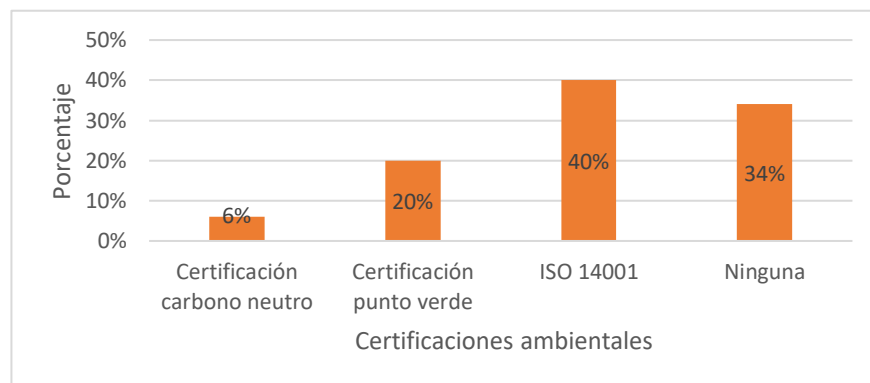 50%
40%
30%
20%
10%
0%
Porcentaje
6%
20%
40%
34%
Certificación
carbono neutro
Certificación
punto verde
ISO 14001
Ninguna
Certificaciones ambientales